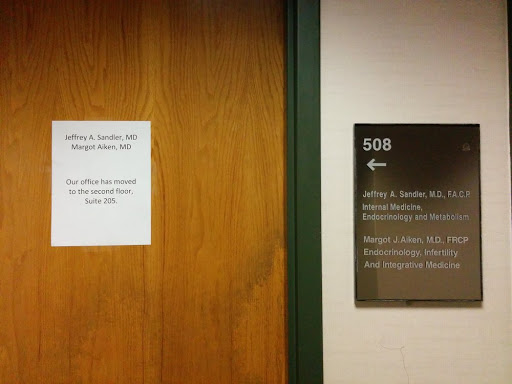 Jeffrey A. Sandler, MD
Margot Aiken, MD
Our office has moved
to the second floor,
Suite 205.
508
←
Jeffrey A. Sandler, M.D., F.A.C.P.
Internal Medicine,
Endocrinology and Metabolism
Margot J. Aiken, M.D., FRCP
Endocrinology, Infertility
And Integrative Medicine